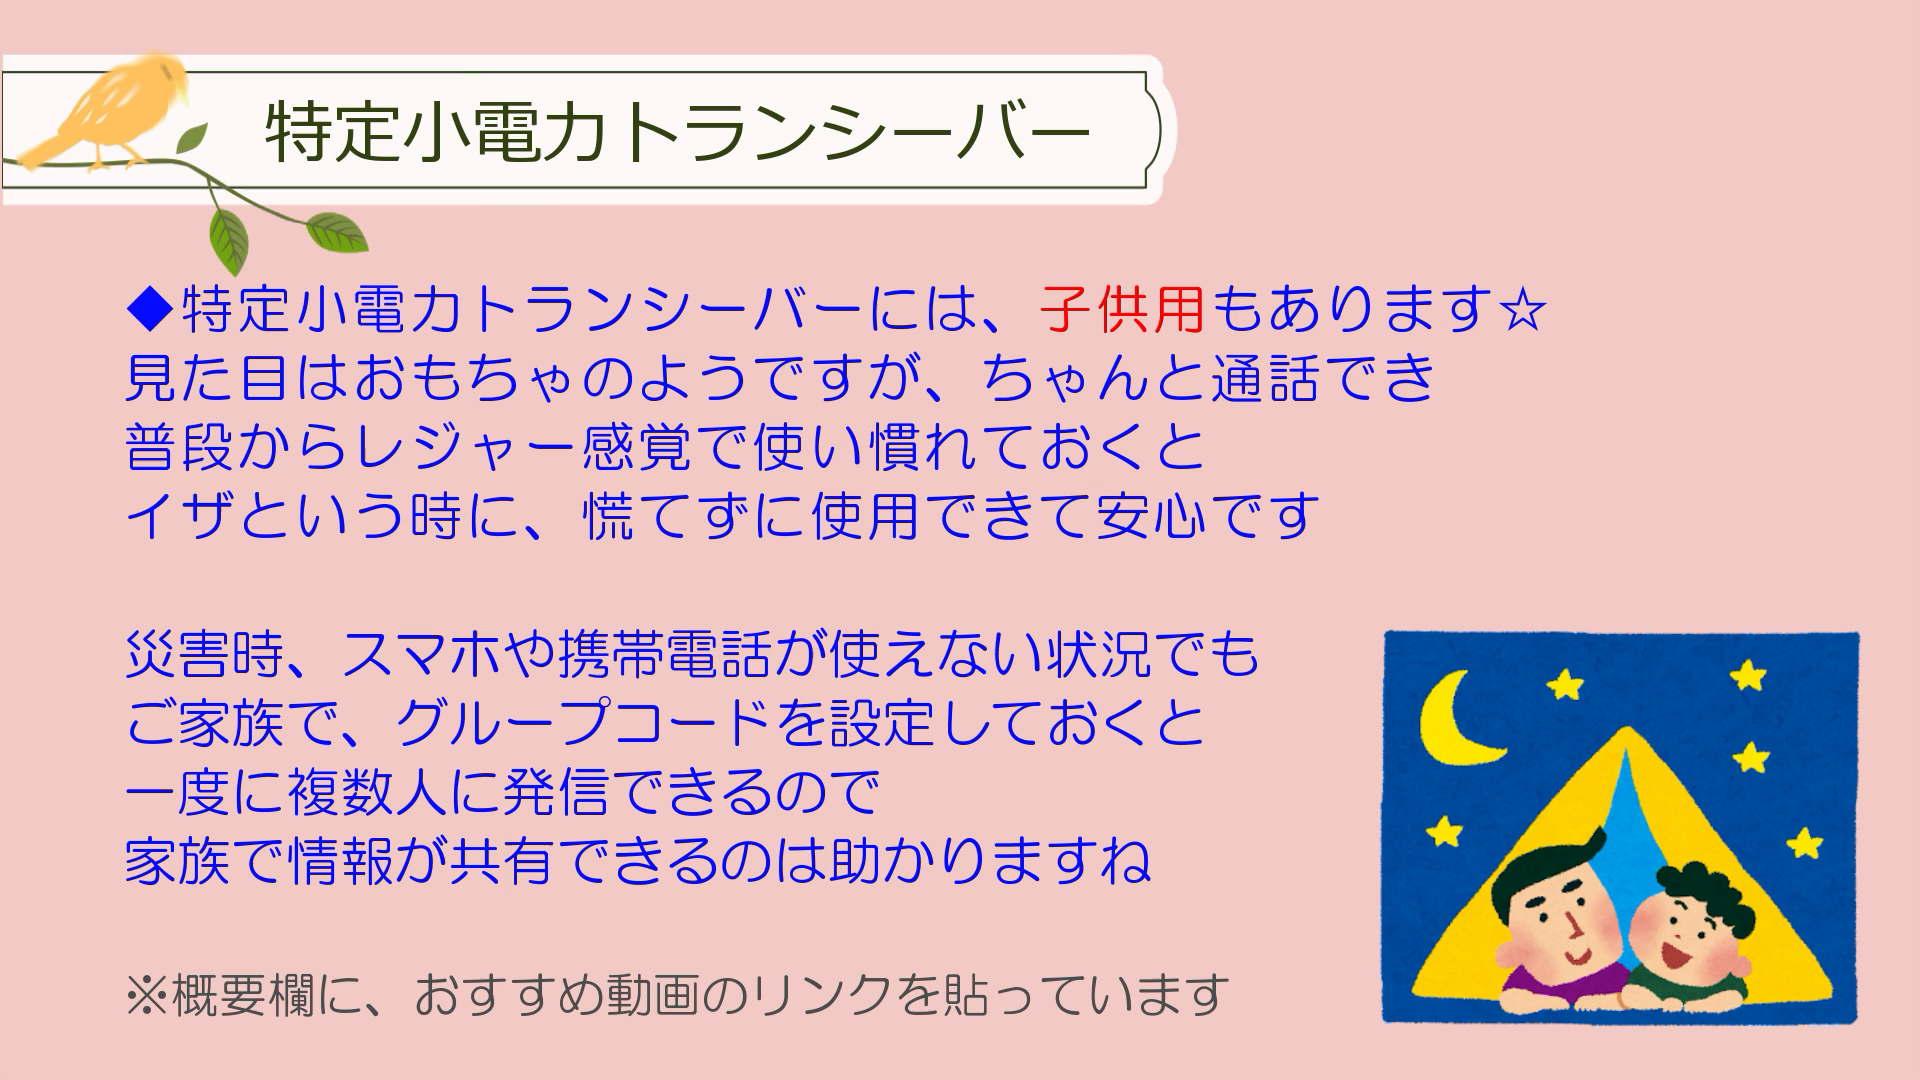 特定小電力トランシーバー
◆特定小電力トランシーバーには、子供用もあります☆
見た目はおもちゃのようですが、ちゃんと通話でき
普段からレジャー感覚で使い慣れておくと
イザという時に、慌てずに使用できて安心です
災害時、スマホや携帯電話が使えない状況でも
ご家族で、グループコードを設定しておくと
一度に複数人に発信できるので
家族で情報が共有できるのは助かりますね
※概要欄に、おすすめ動画のリンクを貼っています